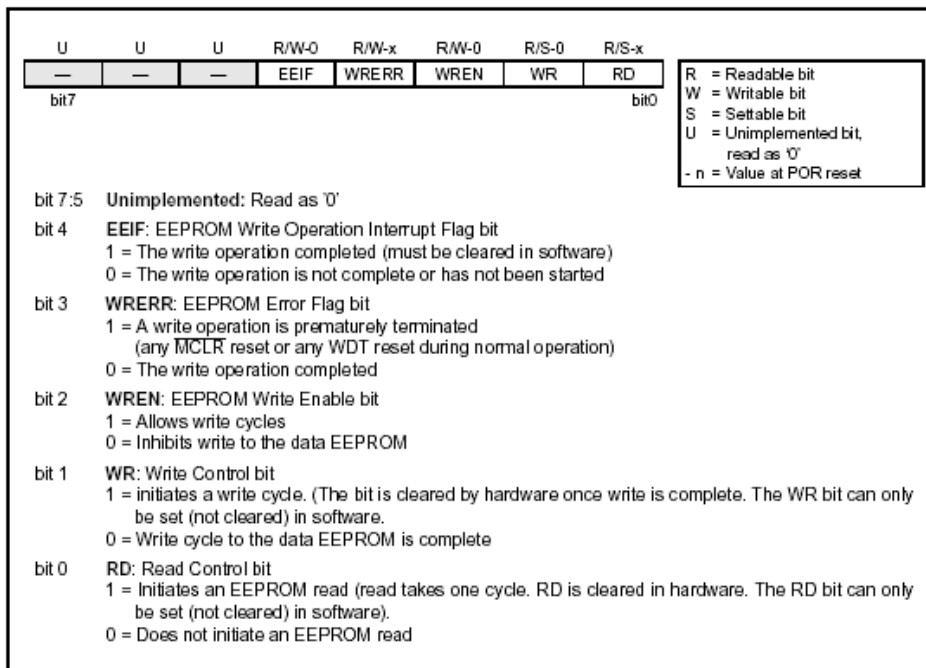 U U U R/W-0 R/W-x R/W-0 R/S-0 R/S-x
— — — EEIF WRERR WREN WR RD
bit7 bit0
R = Readable bit
W = Writable bit
S = Settable bit
U = Unimplemented bit,
read as '0'
- n = Value at POR reset
bit 7:5 Unimplemented: Read as '0'
bit 4 EEIF: EEPROM Write Operation Interrupt Flag bit
1 = The write operation completed (must be cleared in software)
0 = The write operation is not complete or has not been started
bit 3 WRERR: EEPROM Error Flag bit
1 = A write operation is prematurely terminated
(any MCLR reset or any WDT reset during normal operation)
0 = The write operation completed
bit 2 WREN: EEPROM Write Enable bit
1 = Allows write cycles
0 = Inhibits write to the data EEPROM
bit 1 WR: Write Control bit
1 = initiates a write cycle. (The bit is cleared by hardware once write is complete. The WR bit can only
be set (not cleared) in software.
0 = Write cycle to the data EEPROM is complete
bit 0 RD: Read Control bit
1 = Initiates an EEPROM read (read takes one cycle. RD is cleared in hardware. The RD bit can only
be set (not cleared) in software).
0 = Does not initiate an EEPROM read